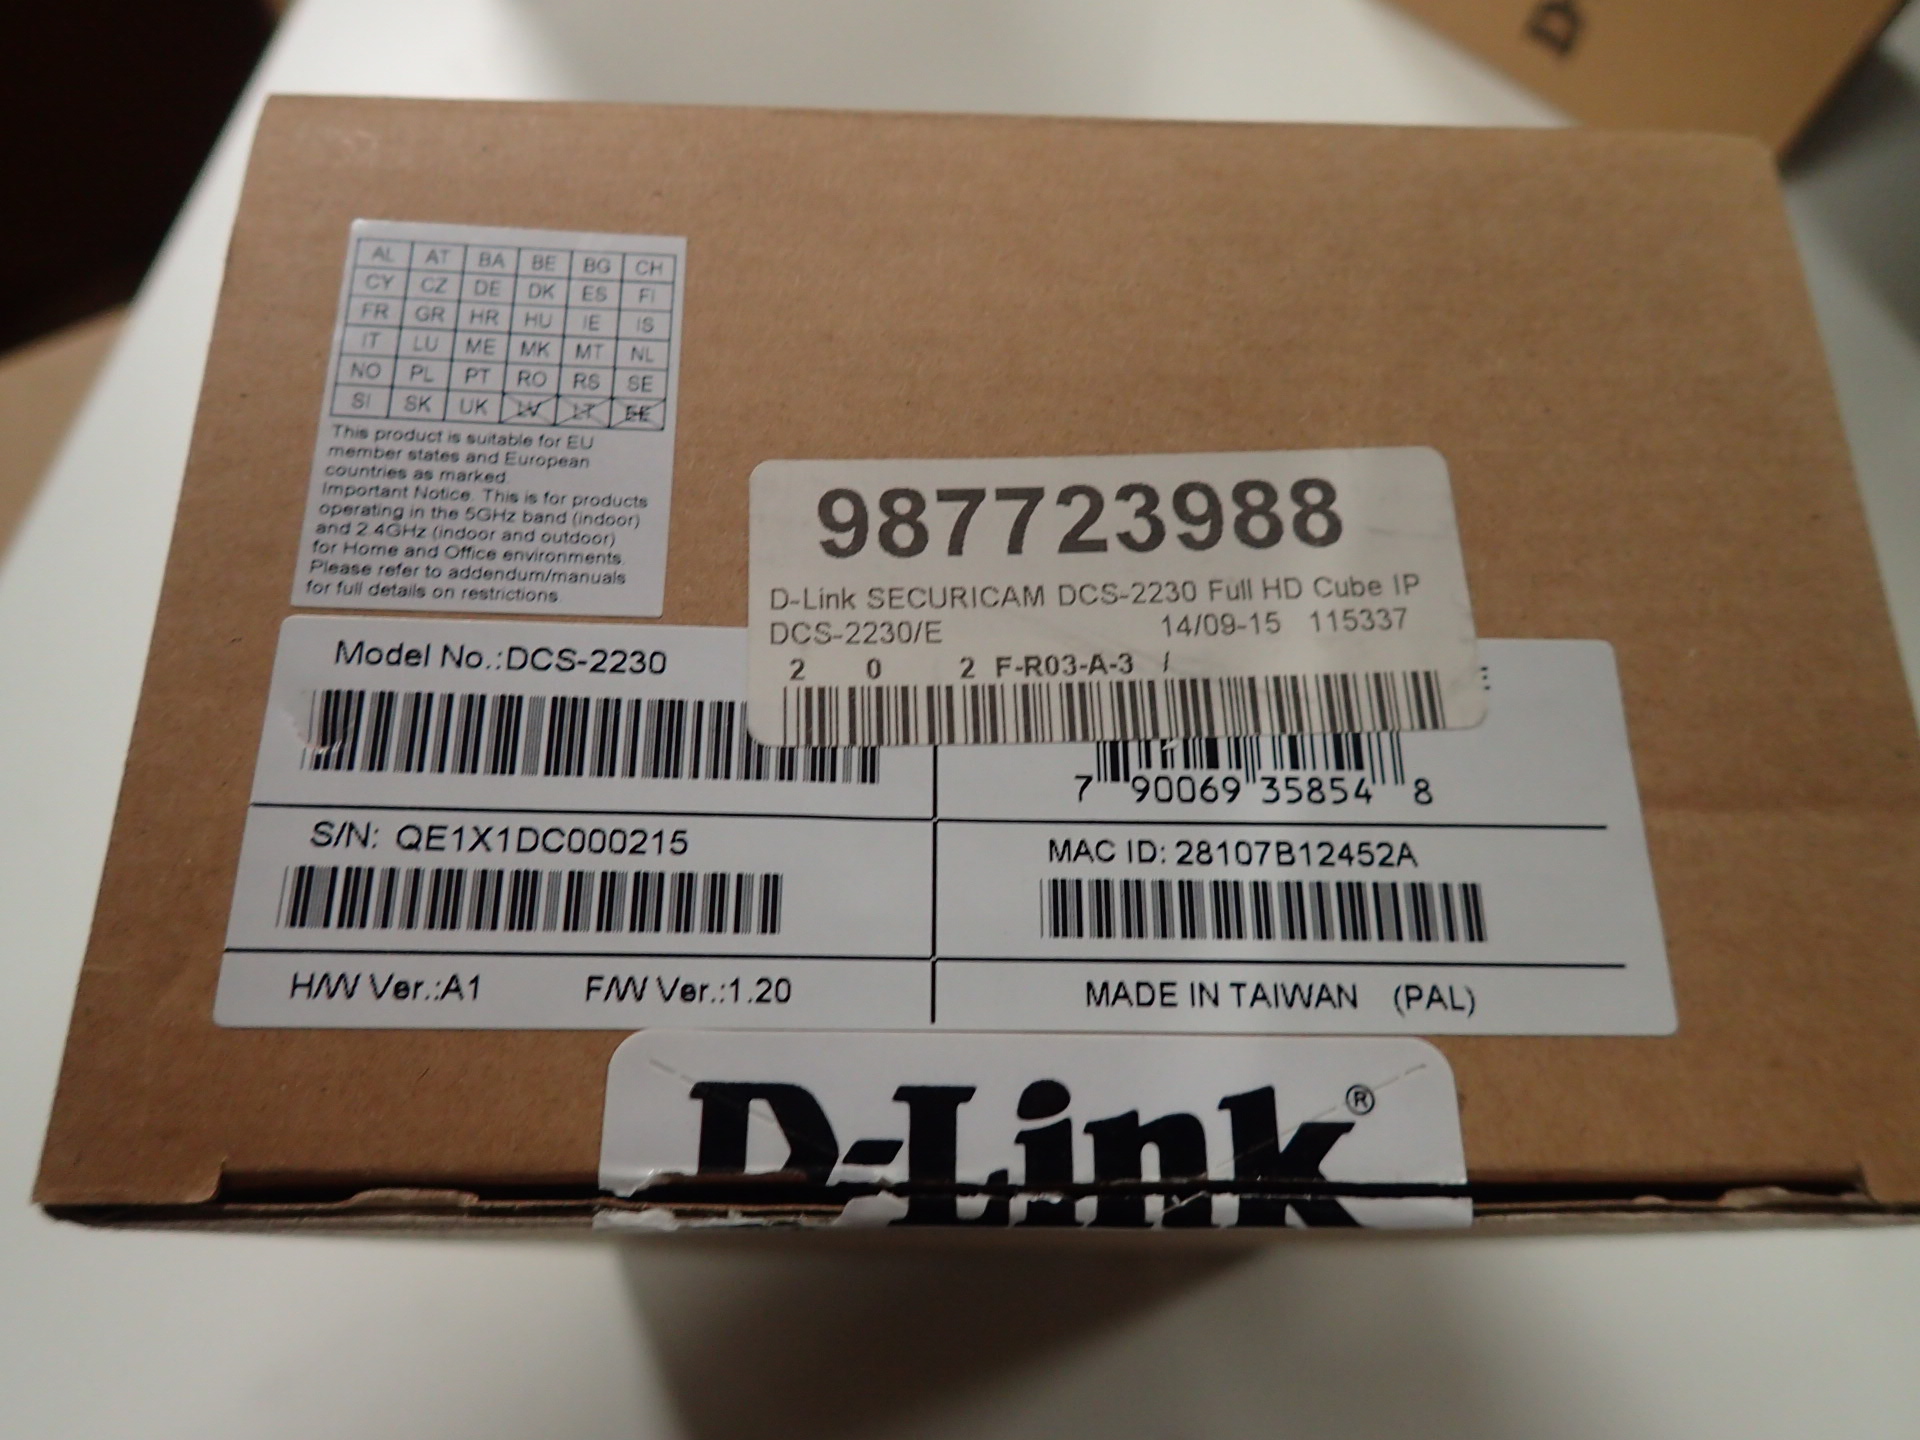 D
AL AT BA BE BG CH
CY CZ DE DK ES FI
FR GR HR HU IE IS
IT LU ME MK MT NL
NO PL PT RO RS SE
SI SK UK LV LT EE
This product is suitable for EU
member states and European
countries as marked.
Important Notice. This is for products
operating in the 5GHz band (indoor)
and 2.4GHz (indoor and outdoor)
for Home and Office environments.
Please refer to addendum/manuals
for full details on restrictions.
987723988
D-Link SECURICAM DCS-2230 Full HD Cube IP
DCS-2230/E 14/09-15 115337
2 0 2 F-R03-A-3 /
Model No.:DCS-2230
7 90069 35854 8
S/N: QE1X1DC000215
MAC ID: 28107B12452A
H/W Ver.:A1 F/W Ver.:1.20
MADE IN TAIWAN (PAL)
D-Link®